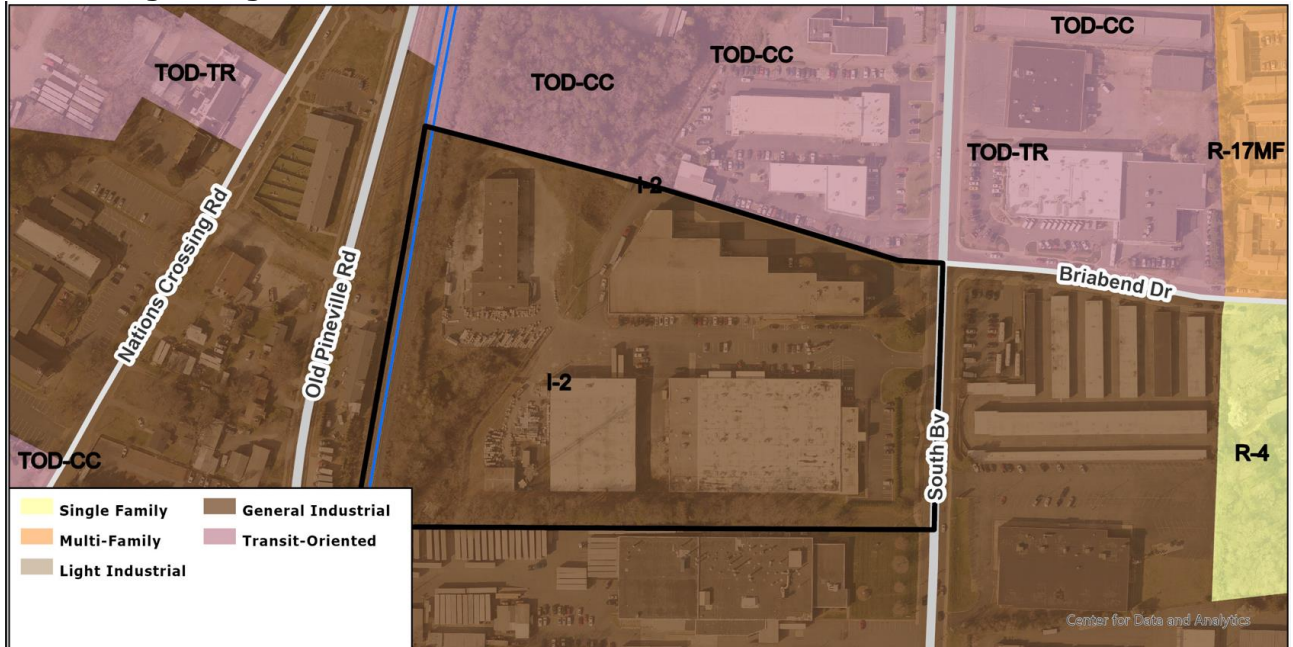 TOD-CC
TOD-CC
TOD-TR
TOD-CC
TOD-TR
R-17MF
I-2
Nations Crossing Rd
Old Pineville Rd
Briabend Dr
I-2
South Bv
R-4
TOD-CC
Single Family
General Industrial
Multi-Family
Transit-Oriented
Light Industrial
Center for Data and Analytics